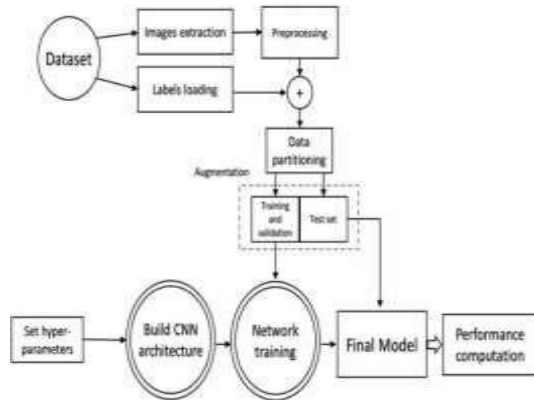 Images extraction
Preprocessing
Dataset
Labels loading
+
Data
partitioning
Augmentation
Training
and
validation
Test set
Set hyper-
parameters
Build CNN
architecture
Network
training
Final Model
Performance
computation